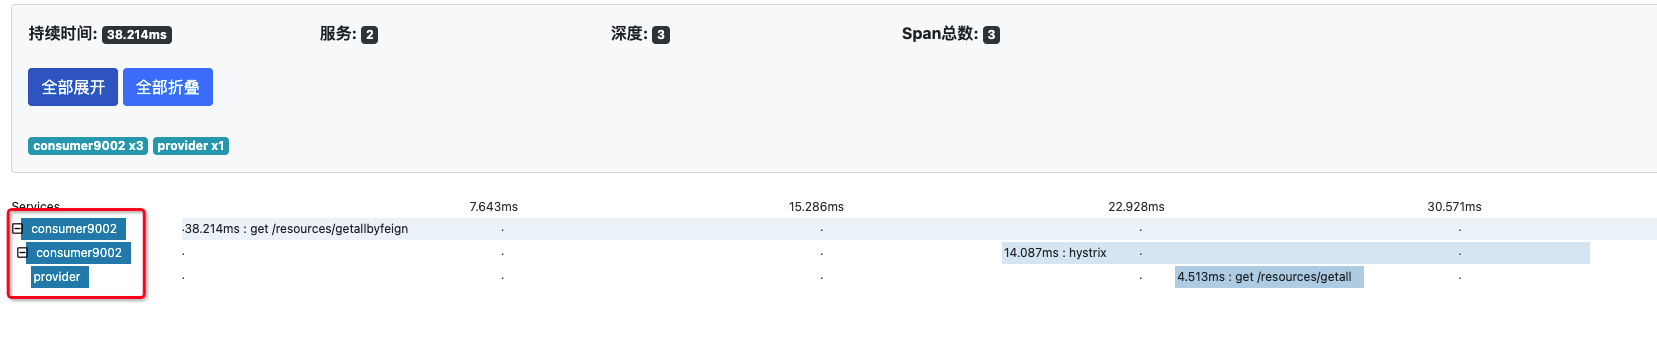 持续时间: 38.214ms 服务: 2 深度: 3 Span总数: 3
全部展开 全部折叠
consumer9002 x3 provider x1
Services 7.643ms 15.286ms 22.928ms 30.571ms
consumer9002 ·38.214ms : get /resources/getallbyfeign
consumer9002 14.087ms : hystrix
provider 4.513ms : get /resources/getall